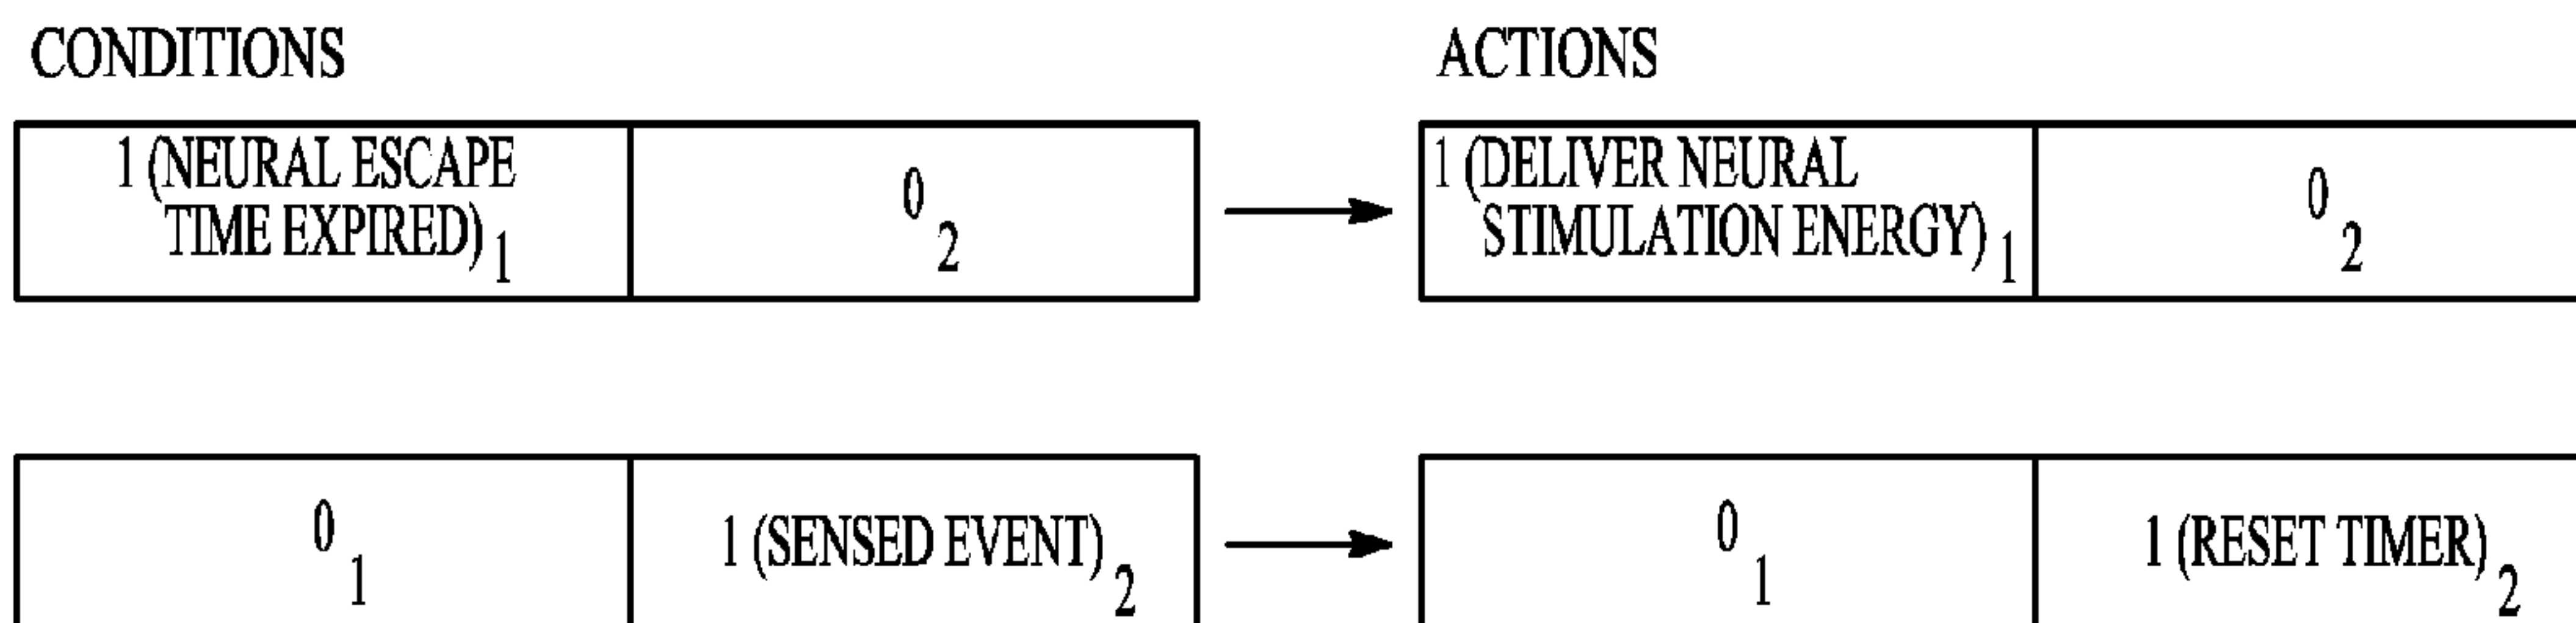 CONDITIONS
ACTIONS
1 (NEURAL ESCAPE
TIME EXPIRED) 1
0 2
1 (DELIVER NEURAL
STIMULATION ENERGY) 1
0 2
0 1
1 (SENSED EVENT) 2
0 1
1 (RESET TIMER) 2